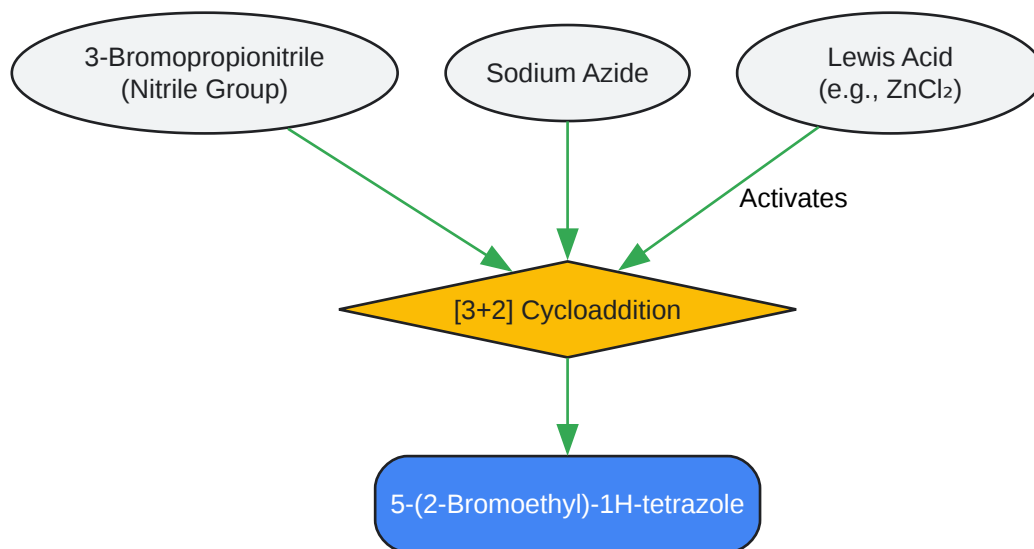 3-Bromopropionitrile
(Nitrile Group)
Sodium Azide
Lewis Acid
(e.g., ZnCl₂)
Activates
[3+2] Cycloaddition
5-(2-Bromoethyl)-1H-tetrazole